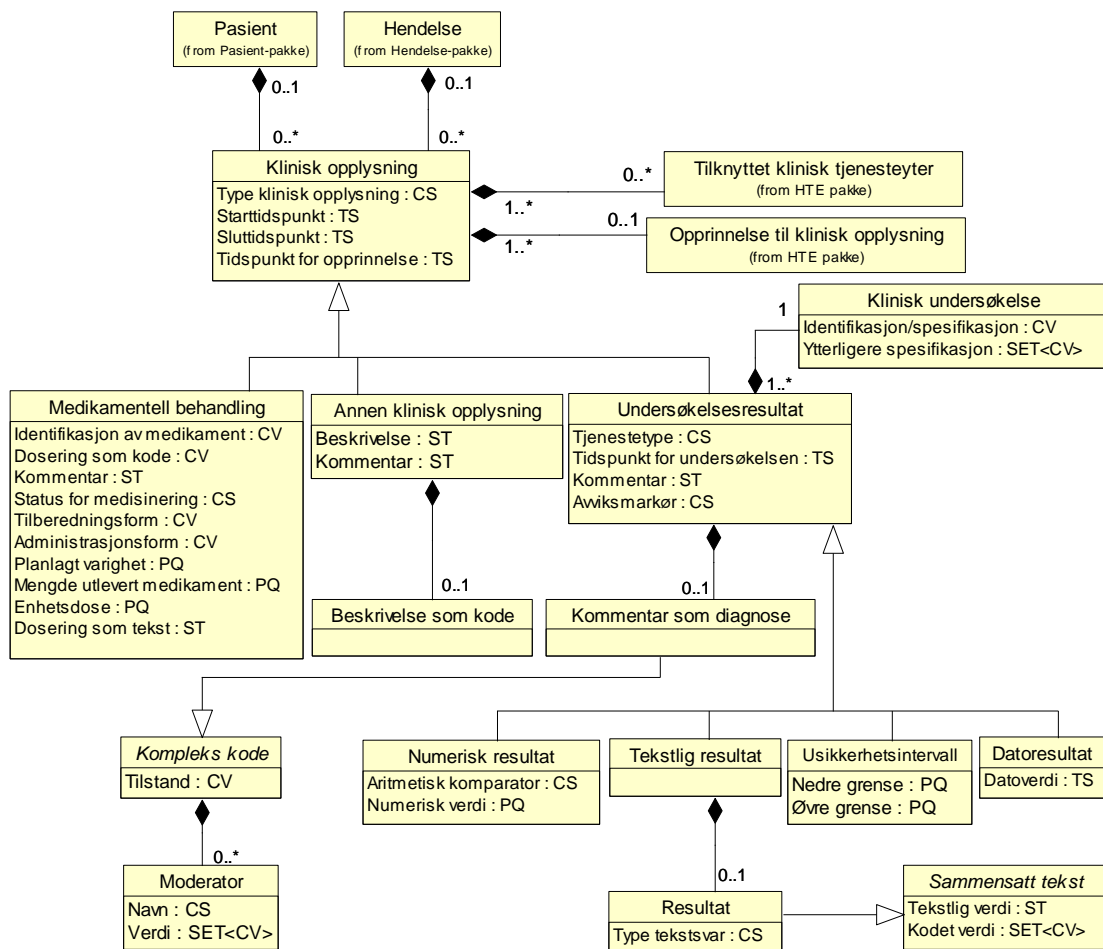 Pasient
(from Pasient-pakke)
Hendelse
(from Hendelse-pakke)
0..1
0..1
0..*
0..*
Klinisk opplysning
Type klinisk opplysning : CS
Starttidspunkt : TS
Sluttidspunkt : TS
Tidspunkt for opprinnelse : TS
0..*
1..*
Tilknyttet klinisk tjenesteyter
(from HTE pakke)
0..1
1..*
Opprinnelse til klinisk opplysning
(from HTE pakke)
Klinisk undersøkelse
Identifikasjon/spesifikasjon : CV
Ytterligere spesifikasjon : SET<CV>
1
1..*
Medikamentell behandling
Identifikasjon av medikament : CV
Dosering som kode : CV
Kommentar : ST
Status for medisinering : CS
Tilberedningsform : CV
Administrasjonsform : CV
Planlagt varighet : PQ
Mengde utlevert medikament : PQ
Enhetsdose : PQ
Dosering som tekst : ST
Annen klinisk opplysning
Beskrivelse : ST
Kommentar : ST
Undersøkelsesresultat
Tjenestetype : CS
Tidspunkt for undersøkelsen : TS
Kommentar : ST
Avviksmarkør : CS
0..1
0..1
Beskrivelse som kode
Kommentar som diagnose
Kompleks kode
Tilstand : CV
0..*
Moderator
Navn : CS
Verdi : SET<CV>
Numerisk resultat
Aritmetisk komparator : CS
Numerisk verdi : PQ
Tekstlig resultat
Usikkerhetsintervall
Nedre grense : PQ
Øvre grense : PQ
Datoresultat
Datoverdi : TS
0..1
Resultat
Type tekstsvar : CS
Sammensatt tekst
Tekstlig verdi : ST
Kodet verdi : SET<CV>